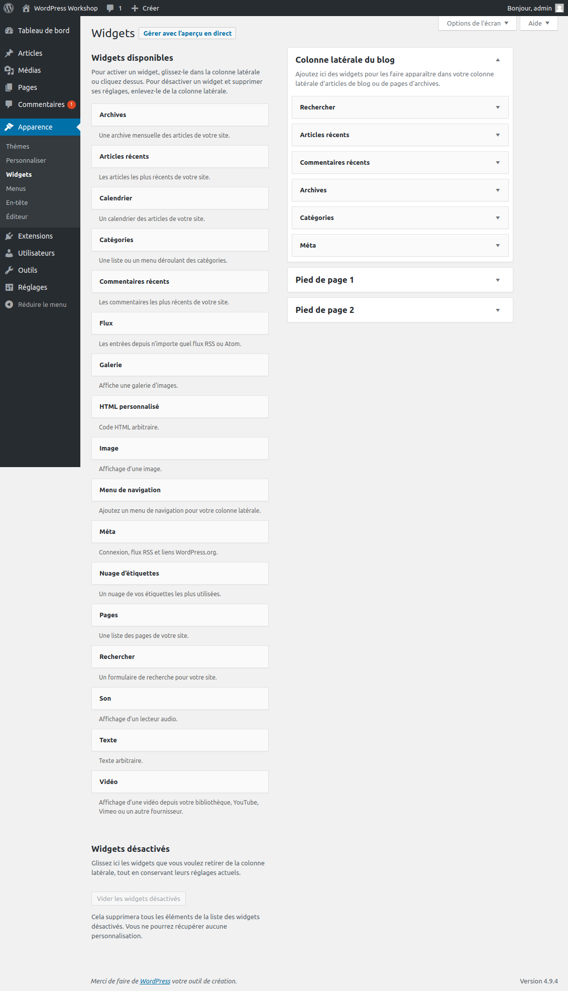 WordPress Workshop 1 Créer Bonjour, admin
Tableau de bord
Articles
Médias
Pages
Commentaires 1
Apparence
Thèmes
Personnaliser
Widgets
Menus
En-tête
Éditeur
Extensions
Utilisateurs
Outils
Réglages
Réduire le menu
Options de l’écran
Aide
Widgets
Gérer avec l’aperçu en direct
Widgets disponibles
Pour activer un widget, glissez-le dans la colonne latérale
ou cliquez dessus. Pour désactiver un widget et supprimer
ses réglages, enlevez-le de la colonne latérale.
Archives
Une archive mensuelle des articles de votre site.
Articles récents
Les articles les plus récents de votre site.
Calendrier
Un calendrier des articles de votre site.
Catégories
Une liste ou un menu déroulant des catégories.
Commentaires récents
Les commentaires les plus récents de votre site.
Flux
Les entrées depuis n’importe quel flux RSS ou Atom.
Galerie
Affiche une galerie d’images.
HTML personnalisé
Code HTML arbitraire.
Image
Affichage d’une image.
Menu de navigation
Ajoutez un menu de navigation pour votre colonne latérale.
Méta
Connexion, flux RSS et liens WordPress.org.
Nuage d’étiquettes
Un nuage de vos étiquettes les plus utilisées.
Pages
Une liste des pages de votre site.
Rechercher
Un formulaire de recherche pour votre site.
Son
Affichage d’un lecteur audio.
Texte
Texte arbitraire.
Vidéo
Affichage d’une vidéo depuis votre bibliothèque, YouTube,
Vimeo ou un autre fournisseur.
Colonne latérale du blog
Ajoutez ici des widgets pour les faire apparaître dans votre colonne
latérale d’articles de blog ou de pages d’archives.
Rechercher
Articles récents
Commentaires récents
Archives
Catégories
Méta
Pied de page 1
Pied de page 2
Widgets désactivés
Glissez ici les widgets que vous voulez retirer de la colonne
latérale, tout en conservant leurs réglages actuels.
Vider les widgets désactivés
Cela supprimera tous les éléments de la liste des widgets
désactivés. Vous ne pourrez récupérer aucune
personnalisation.
Merci de faire de WordPress votre outil de création.
Version 4.9.4